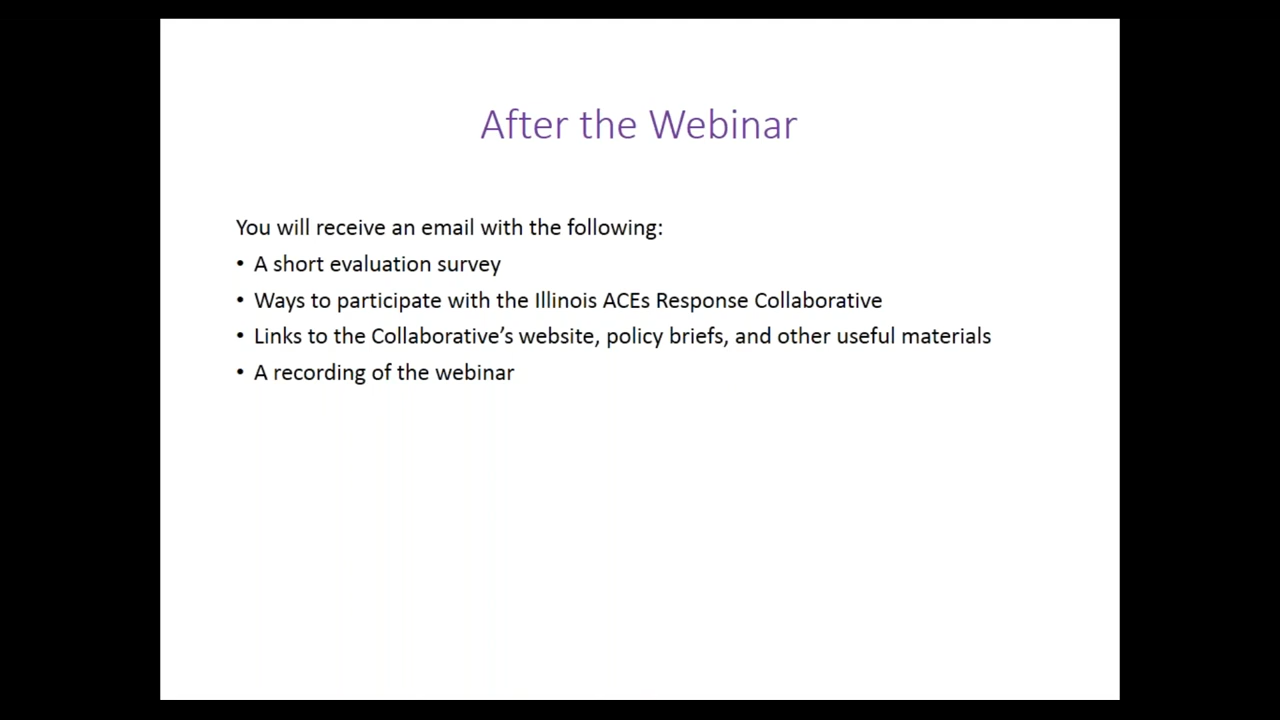 After the Webinar
You will receive an email with the following:
• A short evaluation survey
• Ways to participate with the Illinois ACEs Response Collaborative
• Links to the Collaborative’s website, policy briefs, and other useful materials
• A recording of the webinar